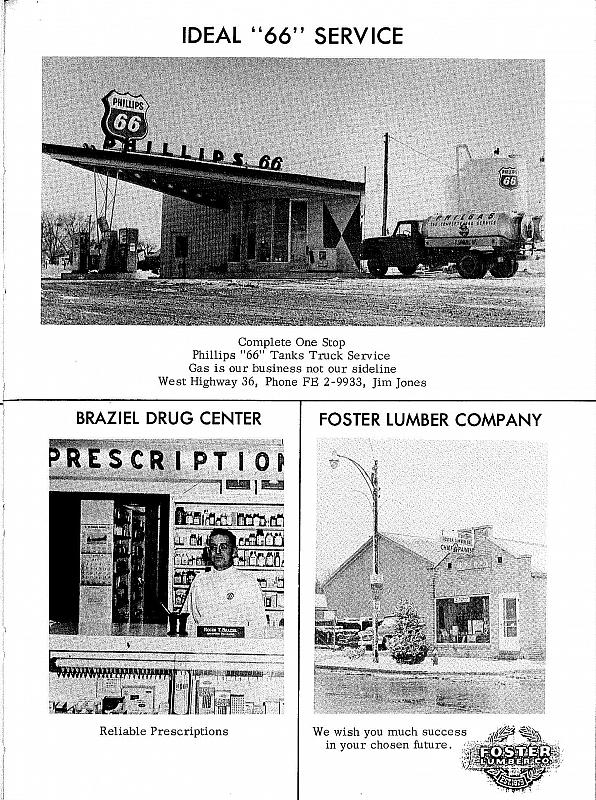 IDEAL "66" SERVICE
PHILLIPS
66
PHILLIPS 66
PHILLIPS
66
PHILGAS
Complete One Stop
Phillips "66" Tanks Truck Service
Gas is our business not our sideline
West Highway 36, Phone FE 2-9933, Jim Jones
BRAZIEL DRUG CENTER
PRESCRIPTION
Reliable Prescriptions
FOSTER LUMBER COMPANY
We wish you much success
in your chosen future.
FOSTER
LUMBER CO.